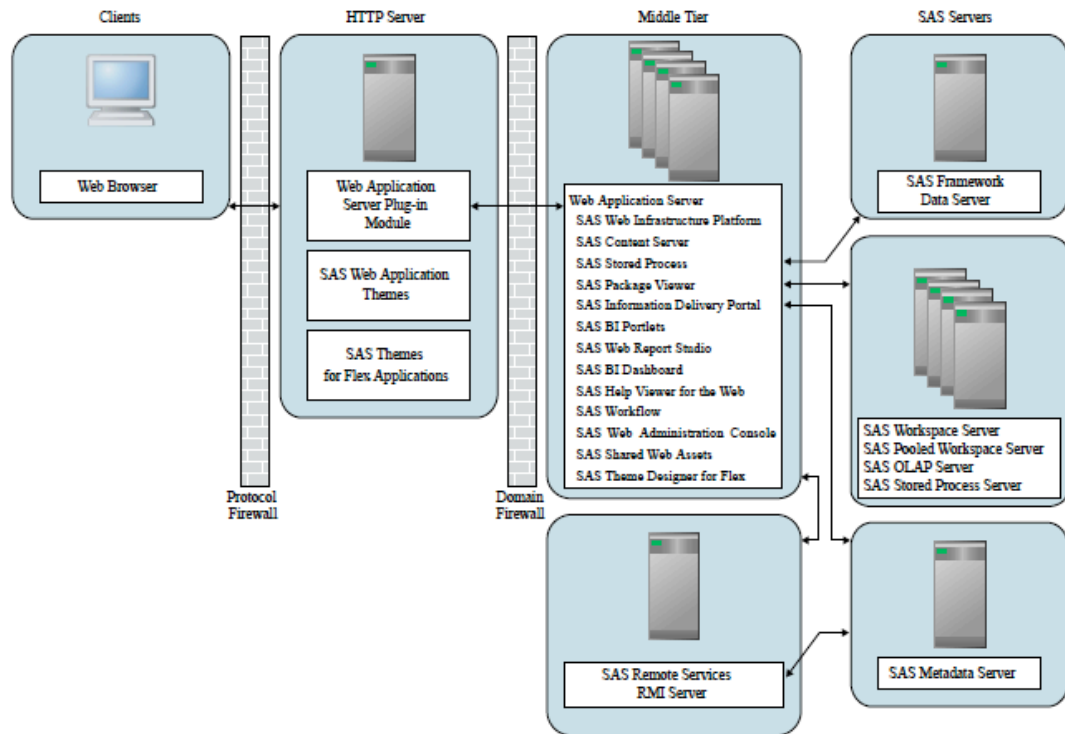 Clients
HTTP Server
Middle Tier
SAS Servers
Web Browser
Protocol
Firewall
Web Application
Server Plug-in
Module
SAS Web Application
Themes
SAS Themes
for Flex Applications
Domain
Firewall
Web Application Server
SAS Web Infrastructure Platform
SAS Content Server
SAS Stored Process
SAS Package Viewer
SAS Information Delivery Portal
SAS BI Portlets
SAS Web Report Studio
SAS BI Dashboard
SAS Help Viewer for the Web
SAS Workflow
SAS Web Administration Console
SAS Shared Web Assets
SAS Theme Designer for Flex
SAS Remote Services
RMI Server
SAS Framework
Data Server
SAS Workspace Server
SAS Pooled Workspace Server
SAS OLAP Server
SAS Stored Process Server
SAS Metadata Server